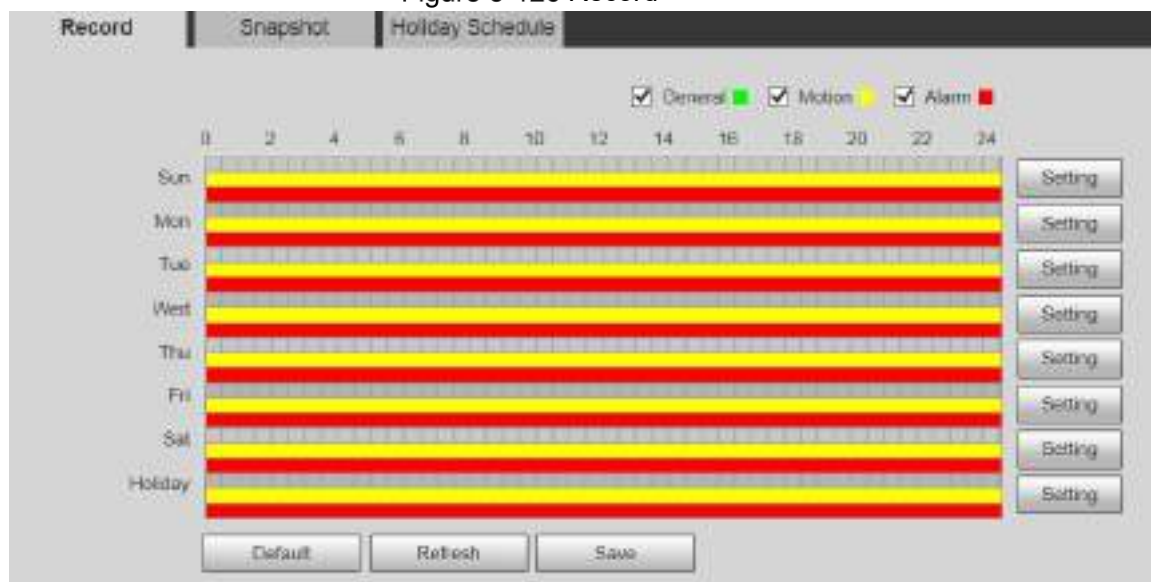 Record Snapshot Holiday Schedule
General Motion Alarm
0 2 4 6 8 10 12 14 16 18 20 22 24
Sun Setting
Mon Setting
Tue Setting
West Setting
Thu Setting
Fri Setting
Sat Setting
Holiday Setting
Default Refresh Save